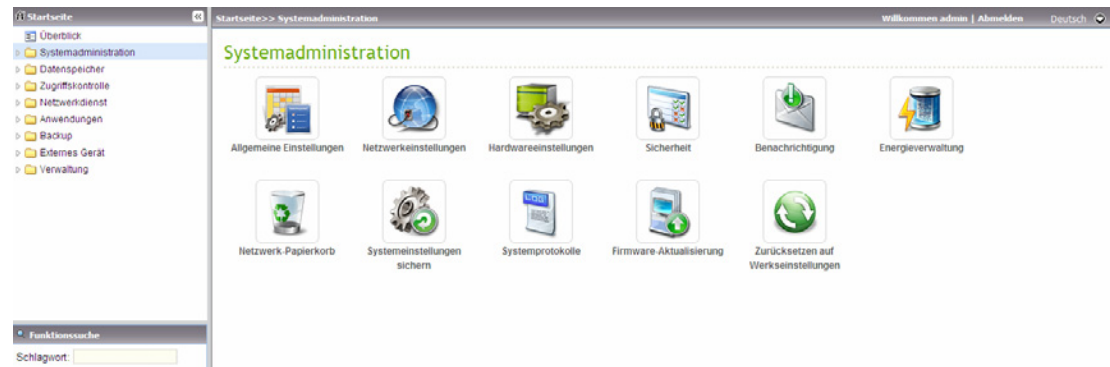 Startseite
Startseite>> Systemadministration
Willkommen admin | Abmelden
Deutsch
Überblick
Systemadministration
Datenspeicher
Zugriffskontrolle
Netzwerkdienst
Anwendungen
Backup
Externes Gerät
Verwaltung
Systemadministration
Allgemeine Einstellungen
Netzwerkeinstellungen
Hardwareeinstellungen
Sicherheit
Benachrichtigung
Energieverwaltung
Netzwerk-Papierkorb
Systemeinstellungen
sichern
Systemprotokolle
Firmware-Aktualisierung
Zurücksetzen auf
Werkseinstellungen
Funktionssuche
Schlagwort: